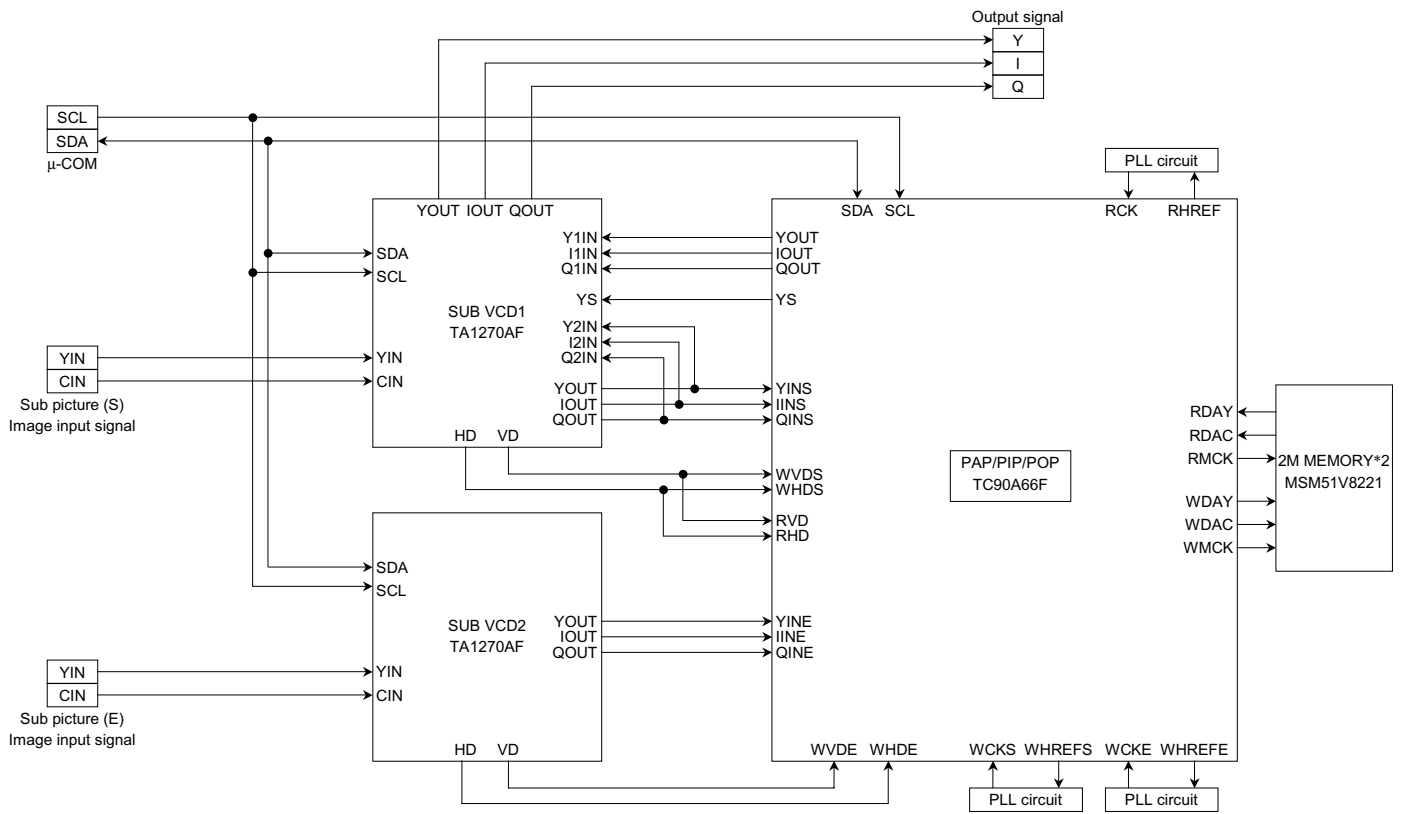 Output signal
Y
I
Q
SCL
SDA
μ-COM
PLL circuit
YOUT IOUT QOUT
SDA SCL
RCK RHREF
SDA
SCL
Y1IN
I1IN
Q1IN
YS
Y2IN
I2IN
Q2IN
YOUT
IOUT
QOUT
SUB VCD1
TA1270AF
YIN
CIN
HD VD
YIN
CIN
Sub picture (S)
Image input signal
YOUT
IOUT
QOUT
YS
YINS
IINS
QINS
WVDS
WHDS
RVD
RHD
PAP/PIP/POP
TC90A66F
RDAY
RDAC
RMCK
WDAY
WDAC
WMCK
2M MEMORY*2
MSM51V8221
SDA
SCL
SUB VCD2
TA1270AF
YOUT
IOUT
QOUT
YIN
CIN
HD VD
YINE
IINE
QINE
YIN
CIN
Sub picture (E)
Image input signal
WVDE WHDE WCKS WHREFS WCKE WHREFE
PLL circuit
PLL circuit